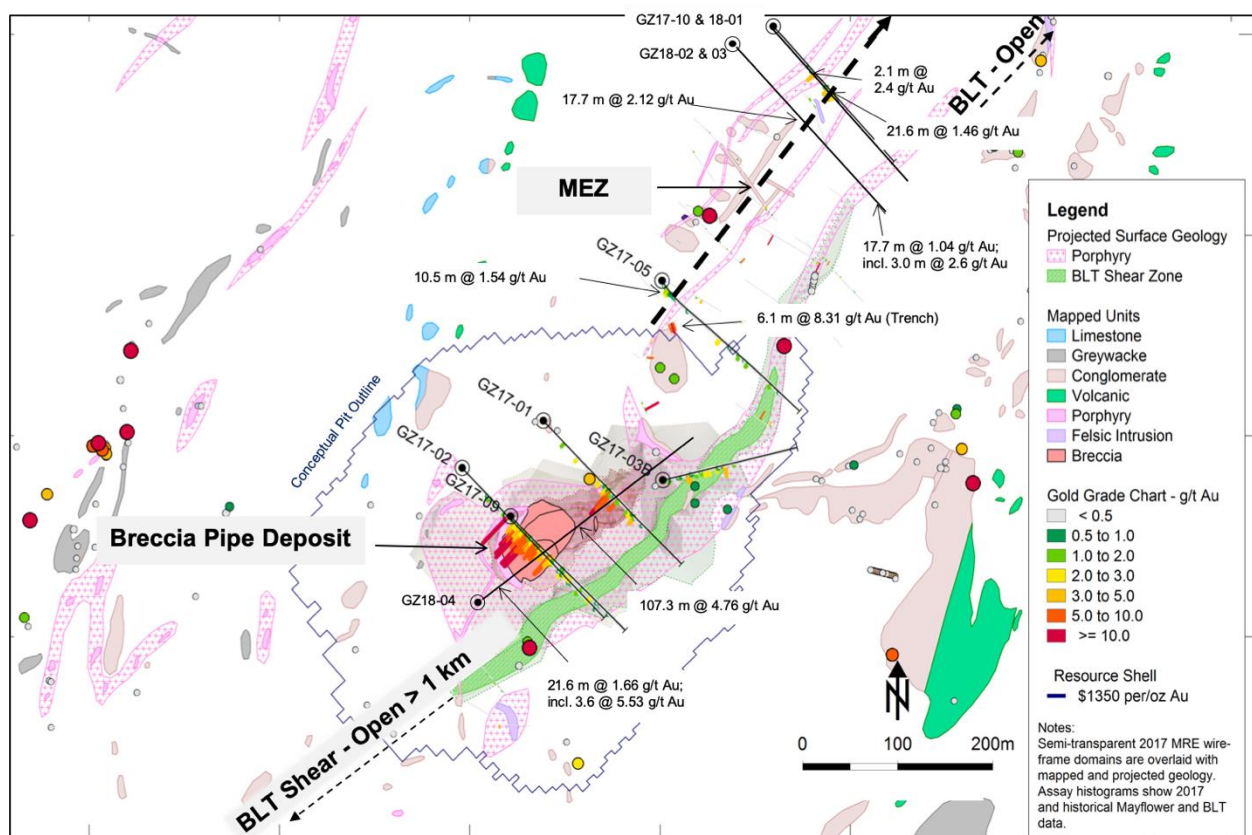 GZ17-10 & 18-01
GZ18-02 & 03
BLT - Open
2.1 m @
2.4 g/t Au
17.7 m @ 2.12 g/t Au
21.6 m @ 1.46 g/t Au
MEZ
GZ17-05
17.7 m @ 1.04 g/t Au;
incl. 3.0 m @ 2.6 g/t Au
10.5 m @ 1.54 g/t Au
6.1 m @ 8.31 g/t Au (Trench)
Conceptual Pit Outline
GZ17-01
GZ17-02
GZ17-03B
GZ17-09
Breccia Pipe Deposit
GZ18-04
107.3 m @ 4.76 g/t Au
21.6 m @ 1.66 g/t Au;
incl. 3.6 @ 5.53 g/t Au
BLT Shear - Open > 1 km
N
0 100 200m
Legend
Projected Surface Geology
Porphyry
BLT Shear Zone
Mapped Units
Limestone
Greywacke
Conglomerate
Volcanic
Porphyry
Felsic Intrusion
Breccia
Gold Grade Chart - g/t Au
< 0.5
0.5 to 1.0
1.0 to 2.0
2.0 to 3.0
3.0 to 5.0
5.0 to 10.0
>= 10.0
Resource Shell
$1350 per/oz Au
Notes:
Semi-transparent 2017 MRE wire-
frame domains are overlaid with
mapped and projected geology.
Assay histograms show 2017
and historical Mayflower and BLT
data.